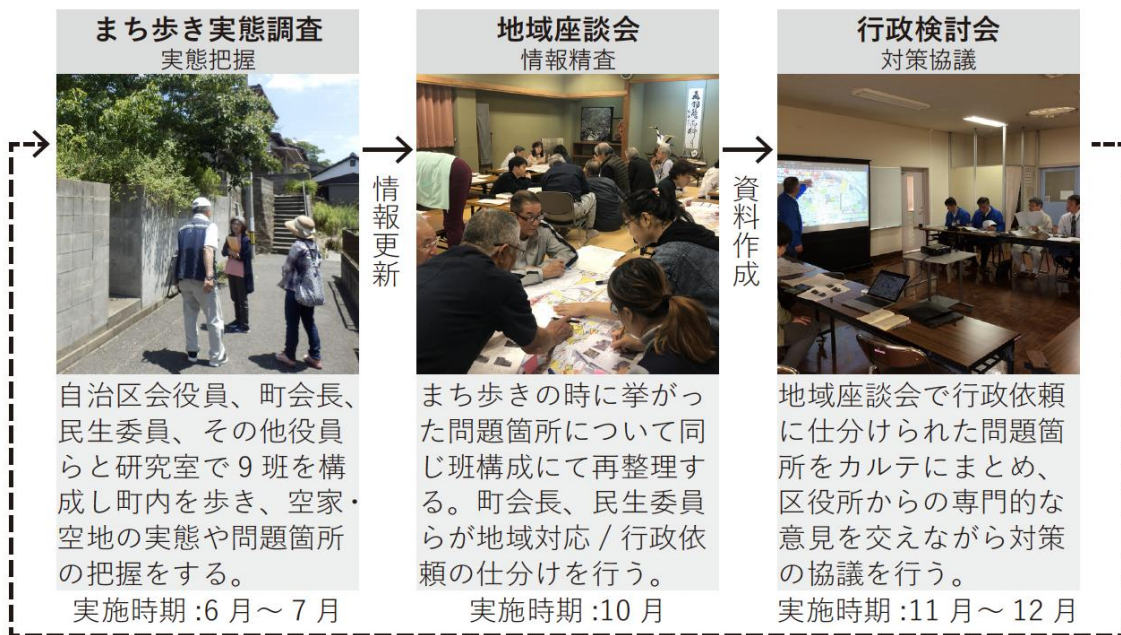 まち歩き実態調査
実態把握
自治区会役員、町会長、
民生委員、その他役員
らと研究室で9班を構
成し町内を歩き、空家・
空地の実態や問題箇所
の把握をする。
実施時期:6月～7月
情報更新
地域座談会
情報精査
まち歩きの時に挙がっ
た問題箇所について同
じ班構成にて再整理す
る。町会長、民生委員
らが地域対応/行政依
頼の仕分けを行う。
実施時期:10月
資料作成
行政検討会
対策協議
地域座談会で行政依頼
に仕分けられた問題箇
所をカルテにまとめ、
区役所からの専門的な
意見を交えながら対策
の協議を行う。
実施時期:11月～12月